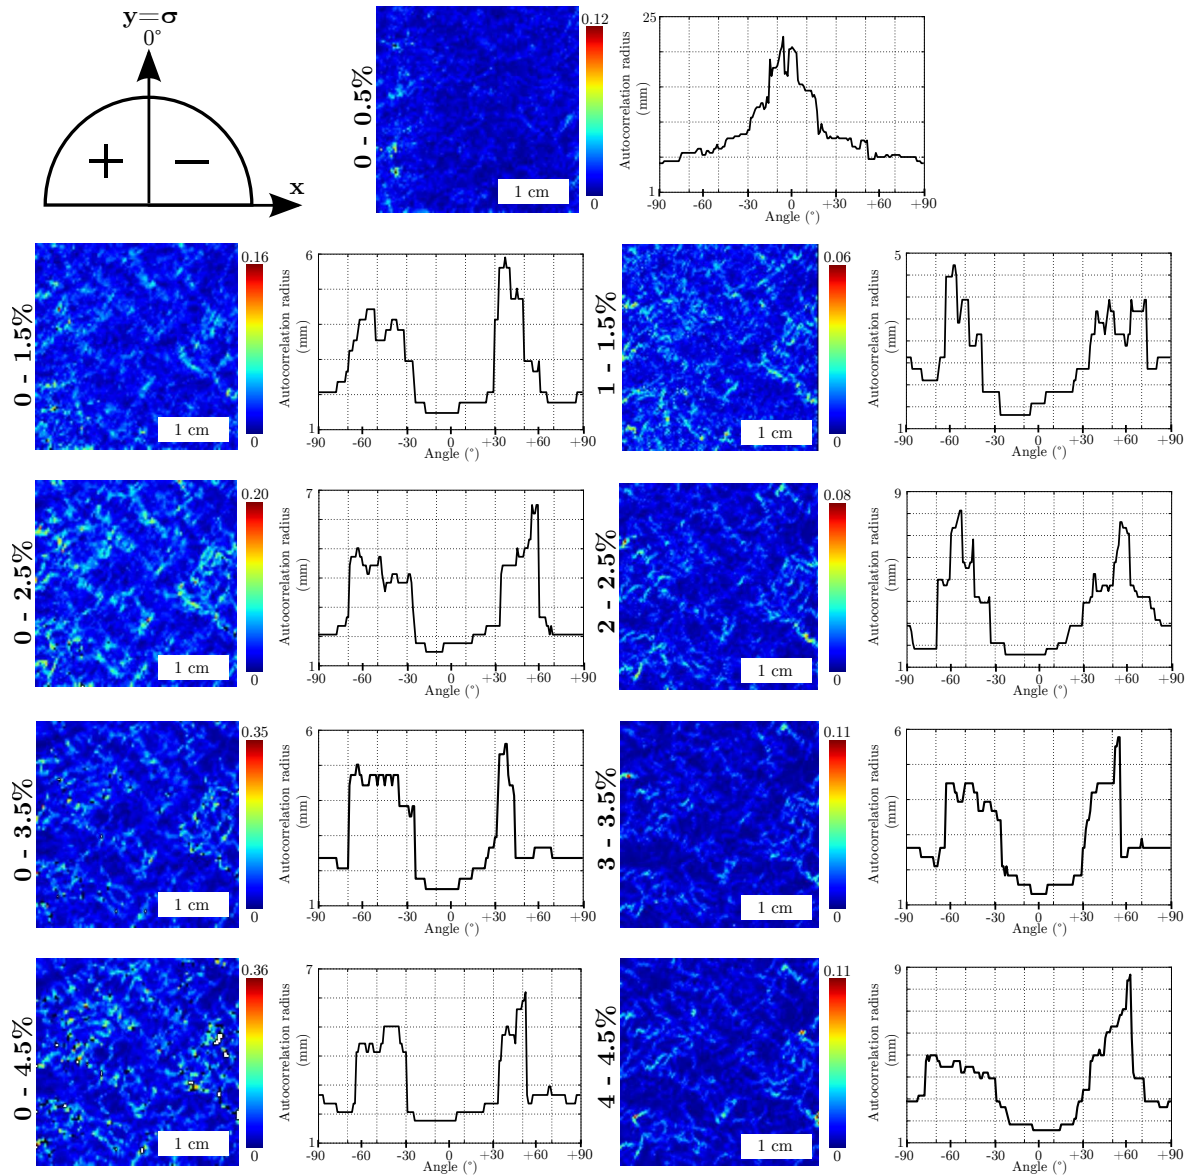 y=σ
0°
+
−
x
0 - 0.5%
0.12
0
1 cm
Autocorrelation radius
(mm)
25
1
-90 -60 -30 0 +30 +60 +90
Angle (°)
0 - 1.5%
0.16
0
1 cm
Autocorrelation radius
(mm)
6
1
-90 -60 -30 0 +30 +60 +90
Angle (°)
1 - 1.5%
0.06
0
1 cm
Autocorrelation radius
(mm)
5
1
-90 -60 -30 0 +30 +60 +90
Angle (°)
0 - 2.5%
0.20
0
1 cm
Autocorrelation radius
(mm)
7
1
-90 -60 -30 0 +30 +60 +90
Angle (°)
2 - 2.5%
0.08
0
1 cm
Autocorrelation radius
(mm)
9
1
-90 -60 -30 0 +30 +60 +90
Angle (°)
0 - 3.5%
0.35
0
1 cm
Autocorrelation radius
(mm)
6
1
-90 -60 -30 0 +30 +60 +90
Angle (°)
3 - 3.5%
0.11
0
1 cm
Autocorrelation radius
(mm)
6
1
-90 -60 -30 0 +30 +60 +90
Angle (°)
0 - 4.5%
0.36
0
1 cm
Autocorrelation radius
(mm)
7
1
-90 -60 -30 0 +30 +60 +90
Angle (°)
4 - 4.5%
0.11
0
1 cm
Autocorrelation radius
(mm)
9
1
-90 -60 -30 0 +30 +60 +90
Angle (°)